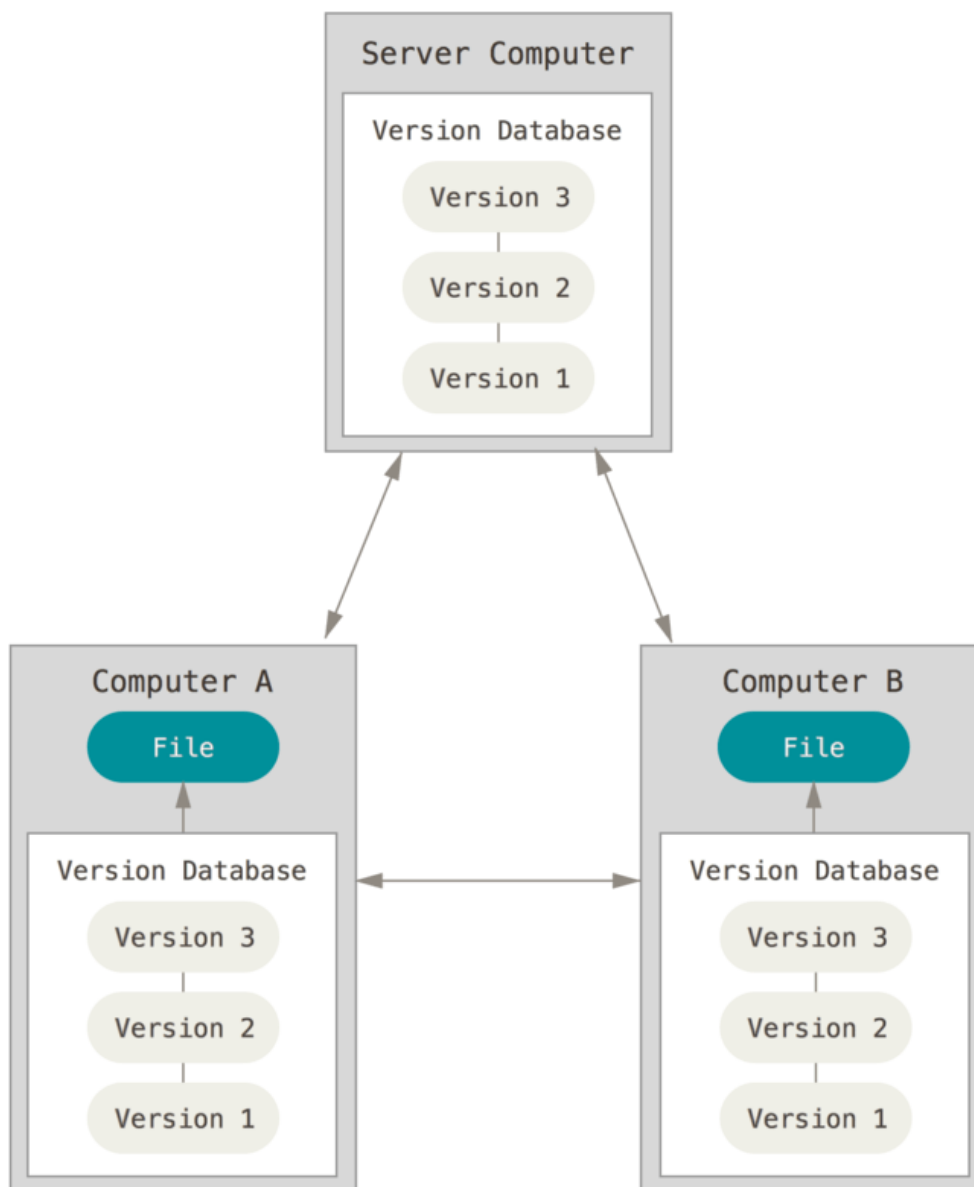 Server Computer
Version Database
Version 3
Version 2
Version 1
Computer A
File
Version Database
Version 3
Version 2
Version 1
Computer B
File
Version Database
Version 3
Version 2
Version 1